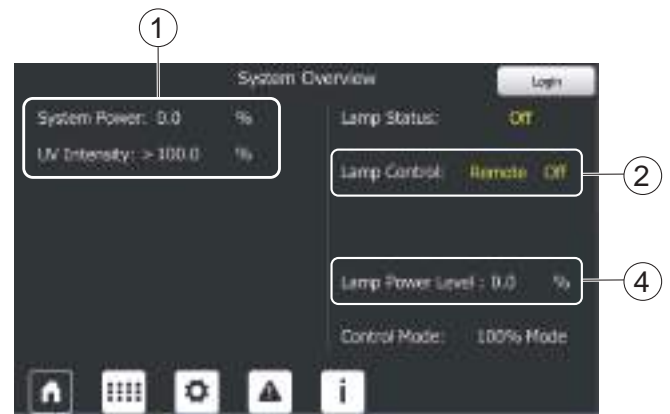 1
System Overview
Login
System Power: 0.0 %
UV Intensity: > 100.0 %
Lamp Status: Off
Lamp Control: Remote Off
2
Lamp Power Level : 0.0 %
4
Control Mode: 100% Mode
i